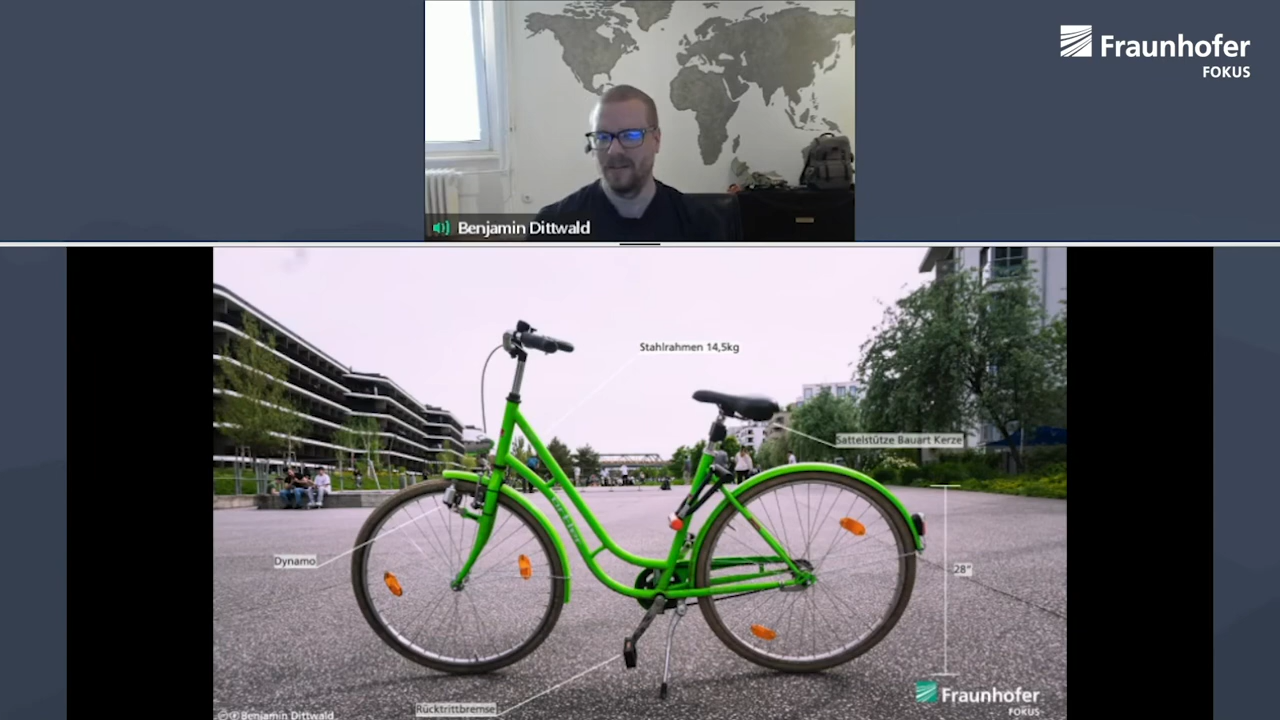 Fraunhofer
FOKUS
Benjamin Dittwald
Stahlrahmen 14,5kg
Sattelstütze Bauart Kerze
Dynamo
28"
Rücktrittbremse
Fraunhofer
FOKUS
Benjamin Dittwald